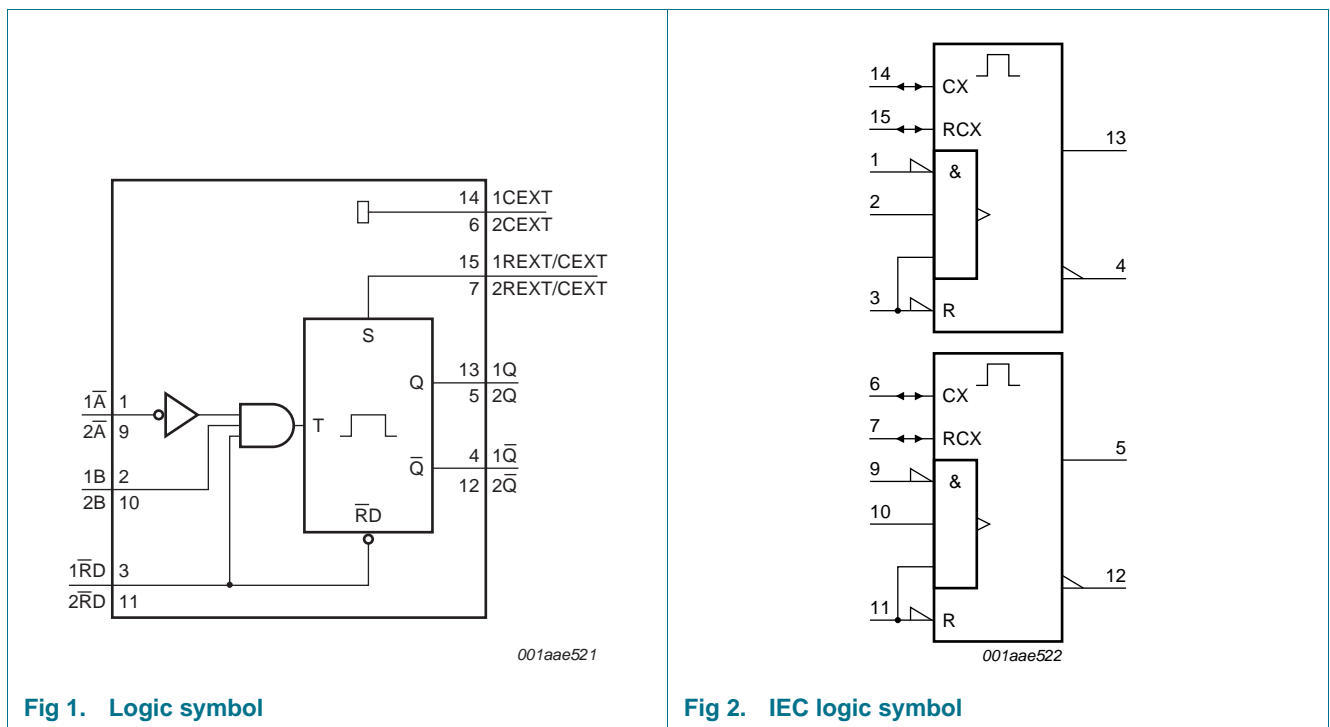 14 1CEXT
6 2CEXT
15 1REXT/CEXT
7 2REXT/CEXT
S
Q
13 1Q
5 2Q
1A̅ 1
2A̅ 9
T
Q̅
4 1Q̅
12 2Q̅
1B 2
2B 10
R̅D
1R̅D 3
2R̅D 11
001aae521
Fig 1. Logic symbol
14 CX
15 RCX
13
1
&
2
4
3 R
6 CX
7 RCX
5
9
&
10
12
11 R
001aae522
Fig 2. IEC logic symbol